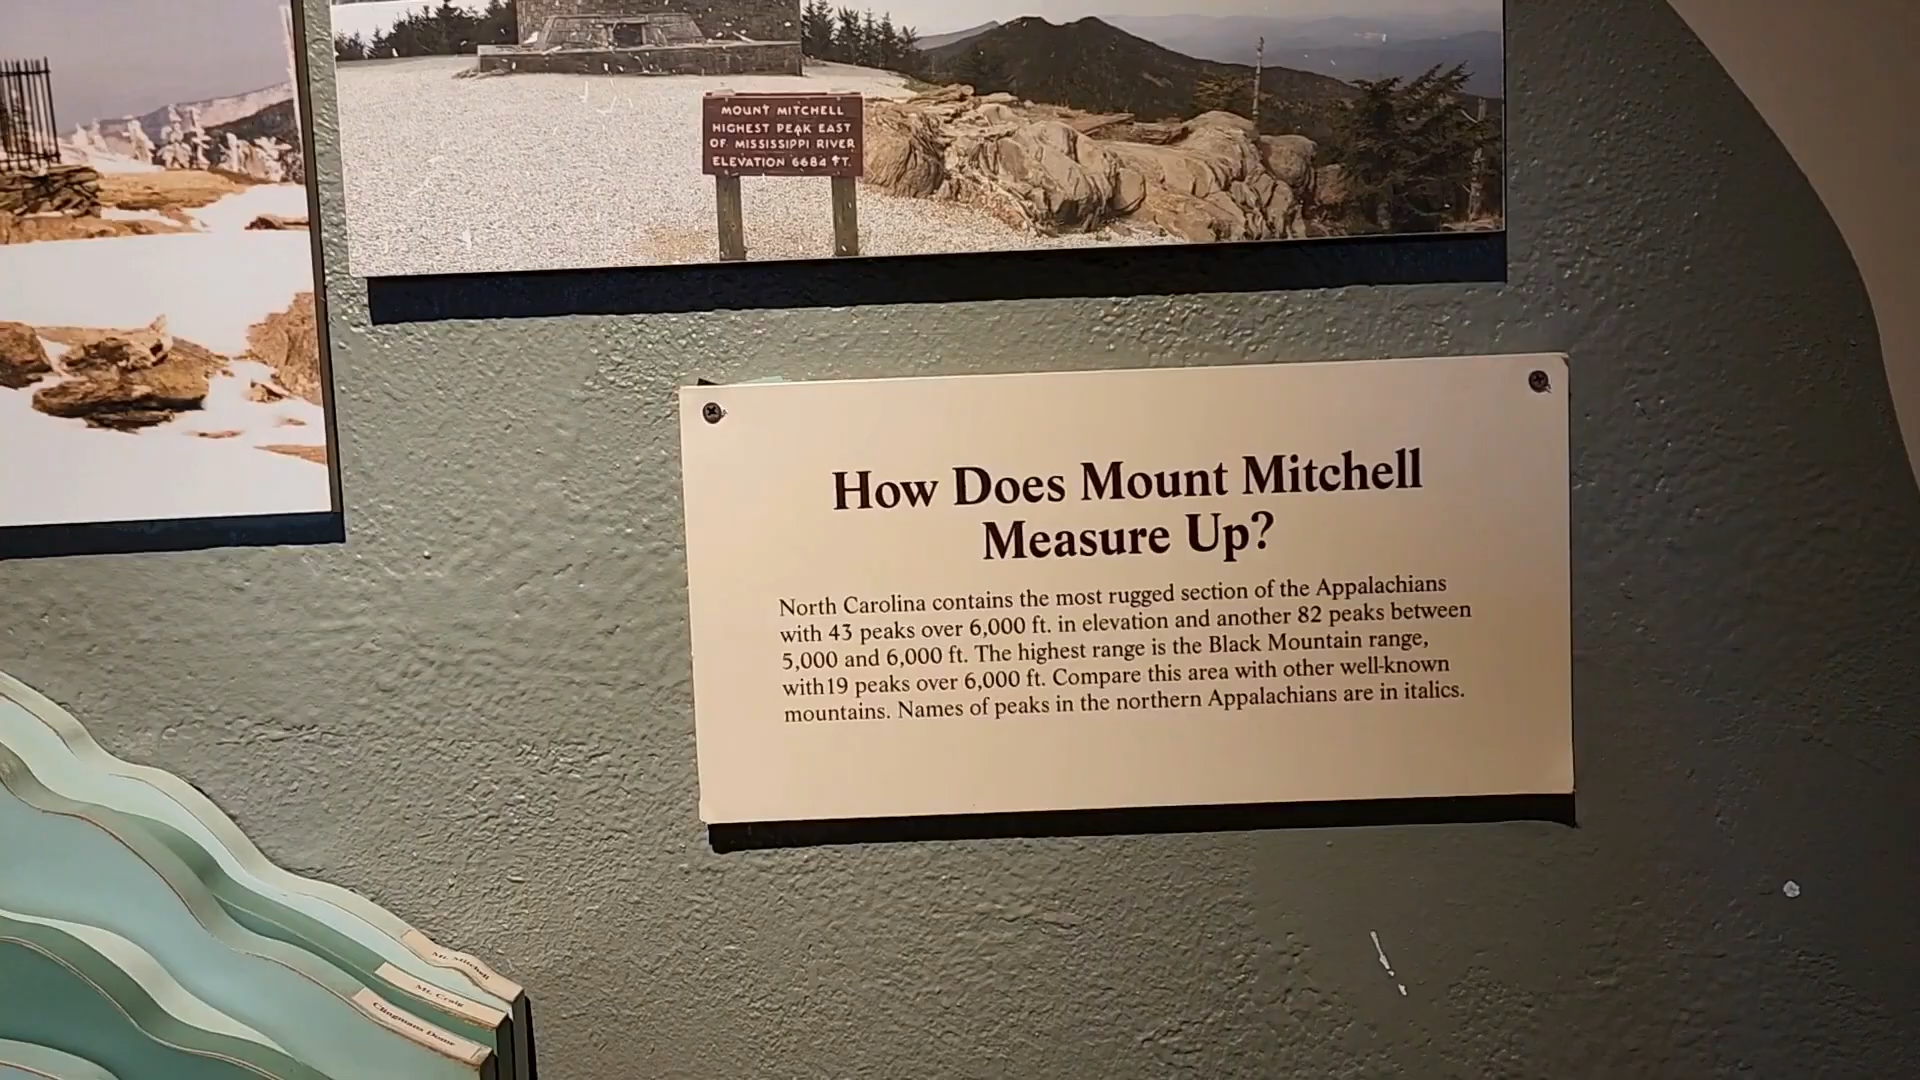 MOUNT MITCHELL
HIGHEST PEAK EAST
OF MISSISSIPPI RIVER
ELEVATION 6684 FT.
How Does Mount Mitchell
Measure Up?
North Carolina contains the most rugged section of the Appalachians
with 43 peaks over 6,000 ft. in elevation and another 82 peaks between
5,000 and 6,000 ft. The highest range is the Black Mountain range,
with19 peaks over 6,000 ft. Compare this area with other well-known
mountains. Names of peaks in the northern Appalachians are in italics.
Mt. Mitchell
Mt. Craig
Clingmans Dome